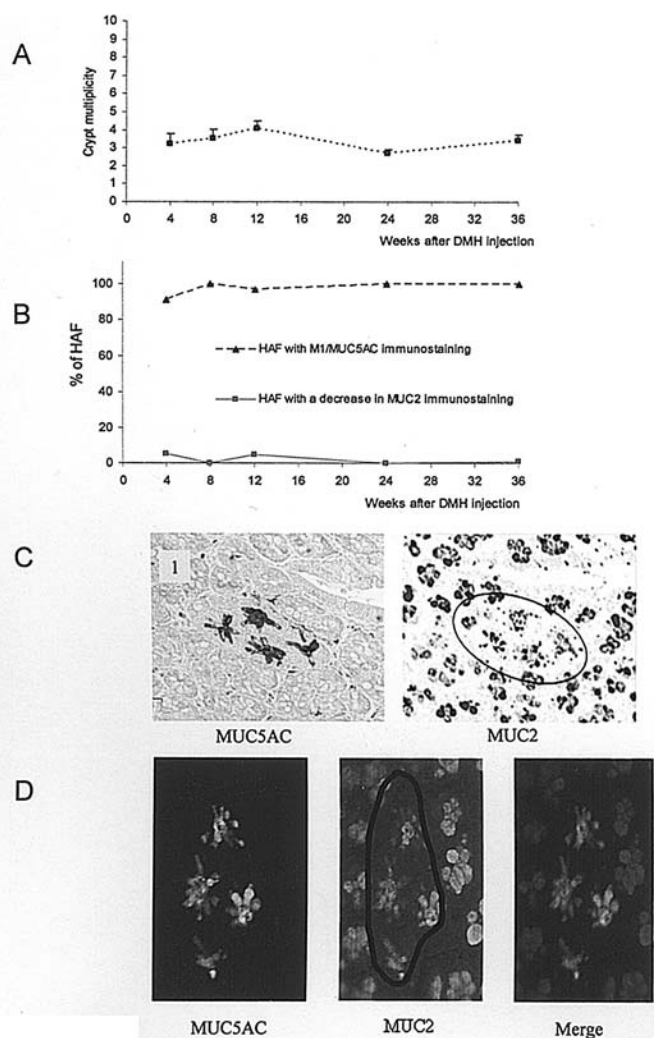 A
Crypt multiplicity
10
9
8
7
6
5
4
3
2
1
0
0 4 8 12 16 20 24 28 32 36
Weeks after DMH injection
B
% of HAF
100
80
60
40
20
0
HAF with M1/MUC5AC immunostaining
HAF with a decrease in MUC2 immunostaining
0 4 8 12 16 20 24 28 32 36
Weeks after DMH injection
C
1
MUC5AC MUC2
D
MUC5AC MUC2 Merge